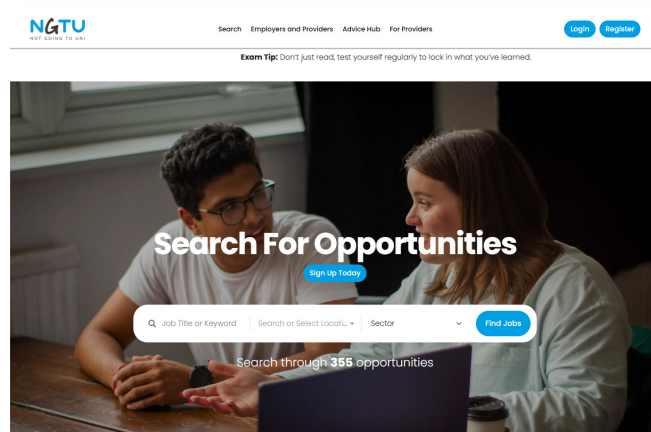 NGTU
NOT GOING TO UNI
Search Employers and Providers Advice Hub For Providers
Login Register
Exam Tip: Don't just read, test yourself regularly to lock in what you've learned.
Search For Opportunities
Sign Up Today
Job Title or Keyword Search or Select Locati... Sector Find Jobs
Search through 355 opportunities